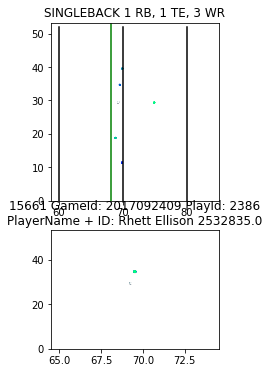 SINGLEBACK 1 RB, 1 TE, 3 WR
50
40
30
20
10
0
60 70 80
15661 GameId: 2017092409 PlayId: 2386
PlayerName + ID: Rhett Ellison 2532835.0
40
20
0
65.0 67.5 70.0 72.5